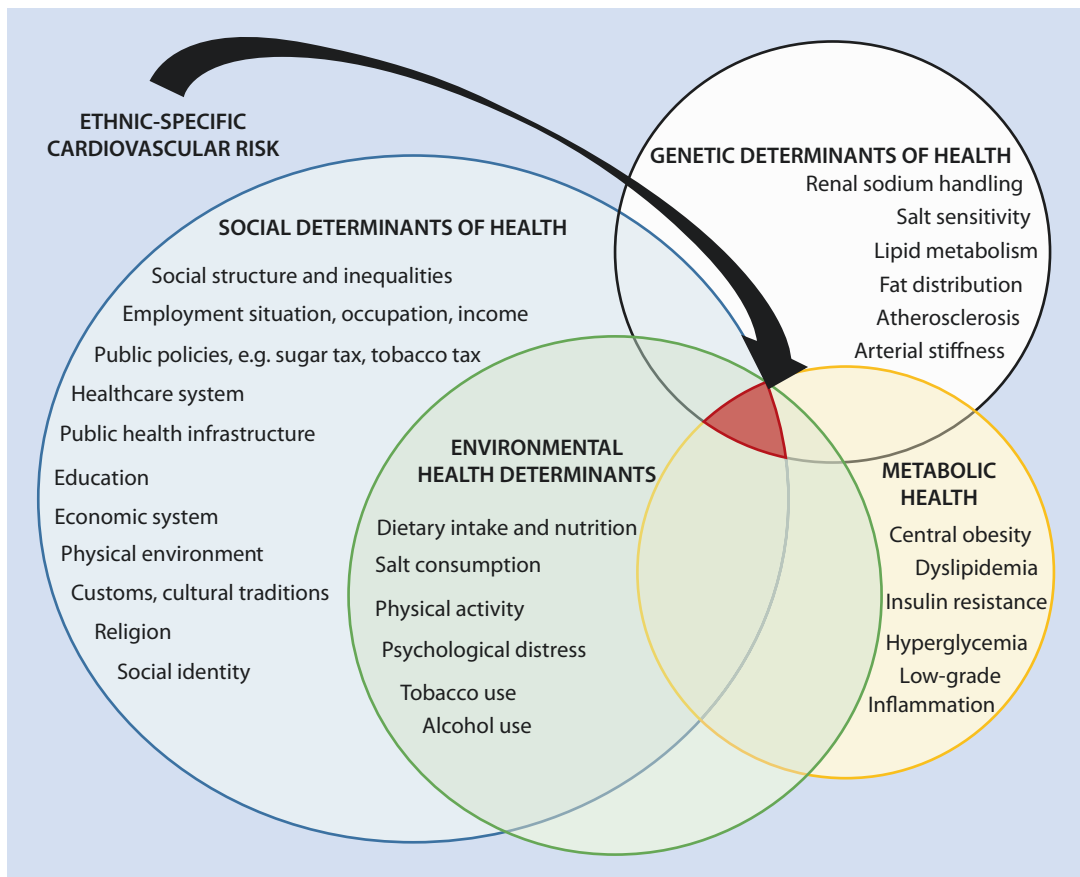 ETHNIC-SPECIFIC
CARDIOVASCULAR RISK
SOCIAL DETERMINANTS OF HEALTH
Social structure and inequalities
Employment situation, occupation, income
Public policies, e.g. sugar tax, tobacco tax
Healthcare system
Public health infrastructure
Education
Economic system
Physical environment
Customs, cultural traditions
Religion
Social identity
ENVIRONMENTAL
HEALTH DETERMINANTS
Dietary intake and nutrition
Salt consumption
Physical activity
Psychological distress
Tobacco use
Alcohol use
GENETIC DETERMINANTS OF HEALTH
Renal sodium handling
Salt sensitivity
Lipid metabolism
Fat distribution
Atherosclerosis
Arterial stiffness
METABOLIC
HEALTH
Central obesity
Dyslipidemia
Insulin resistance
Hyperglycemia
Low-grade
Inflammation